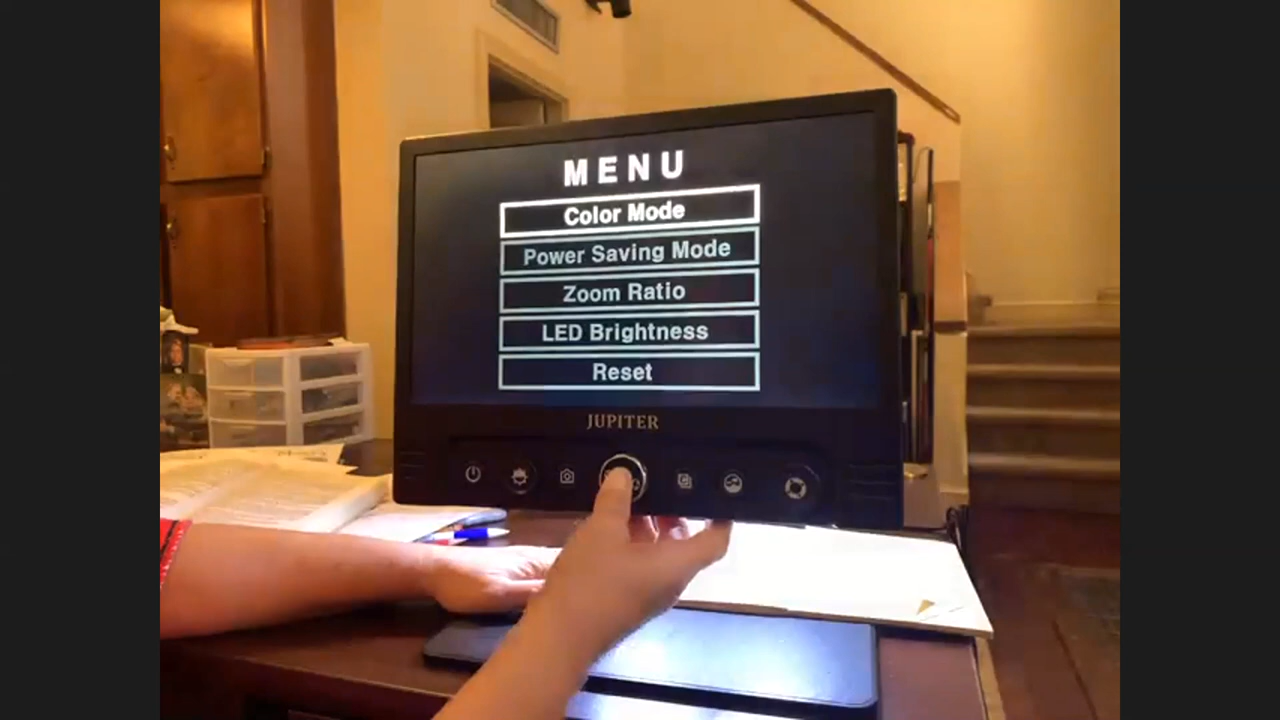 MENU
Color Mode
Power Saving Mode
Zoom Ratio
LED Brightness
Reset
JUPITER